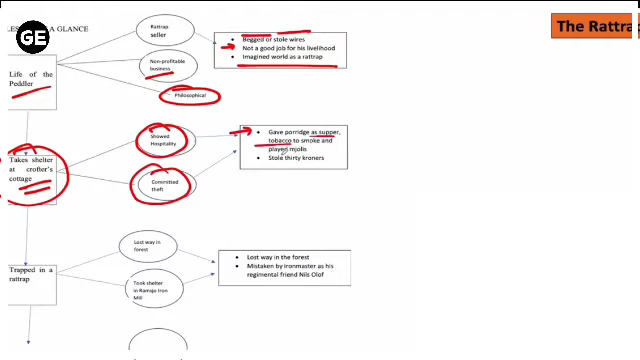 LES A GLANCE
GE
The Rattrap
Rattrap
seller
Begged or stole wires
Not a good job for his livelihood
Imagined world as a rattrap
Non-profitable
business
Life of the
Peddler
Philosophical
Showed
Hospitality
Gave porridge as supper,
tobacco to smoke and
played mjolis
Stole thirty kroners
Takes shelter
at crofter's
cottage
Committed
theft
Lost way in
forest
Lost way in the forest
Mistaken by ironmaster as his
regimental friend Nils Olof
Trapped in a
rattrap
Took shelter
in Ramsjo Iron
Mill